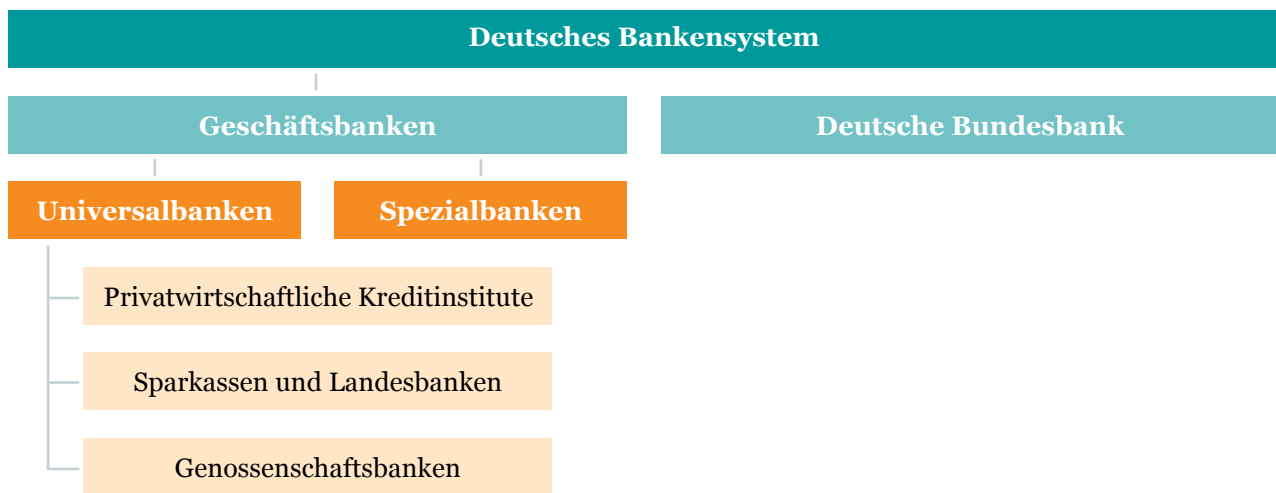 Deutsches Bankensystem
Geschäftsbanken
Deutsche Bundesbank
Universalbanken
Spezialbanken
Privatwirtschaftliche Kreditinstitute
Sparkassen und Landesbanken
Genossenschaftsbanken